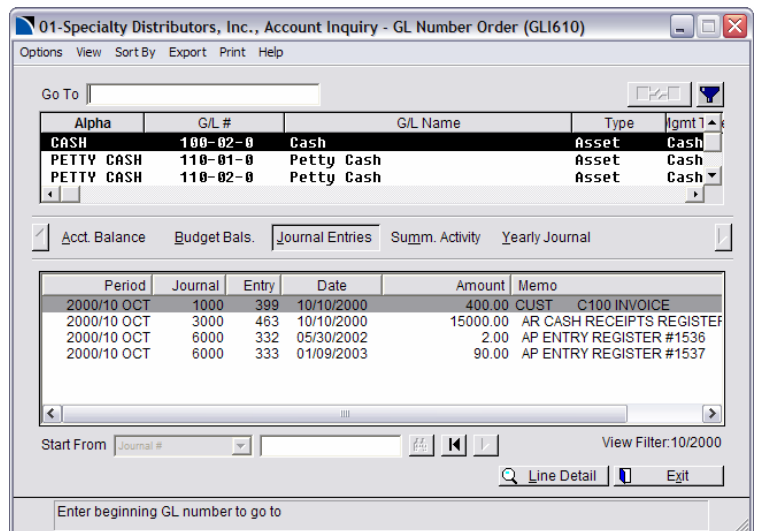 01-Specialty Distributors, Inc., Account Inquiry - GL Number Order (GLI610)
Options View Sort By Export Print Help
Go To
Alpha G/L # G/L Name Type
CASH 100-02-0 Cash Asset Cash
PETTY CASH 110-01-0 Petty Cash Asset Cash
PETTY CASH 110-02-0 Petty Cash Asset Cash
Acct. Balance Budget Bals. Journal Entries Summ. Activity Yearly Journal
Period Journal Entry Date Amount Memo
2000/10 OCT 1000 399 10/10/2000 400.00 CUST C100 INVOICE
2000/10 OCT 3000 463 10/10/2000 15000.00 AR CASH RECEIPTS REGISTER
2000/10 OCT 6000 332 05/30/2002 2.00 AP ENTRY REGISTER #1536
2000/10 OCT 6000 333 01/09/2003 90.00 AP ENTRY REGISTER #1537
Start From Journal # View Filter:10/2000
Line Detail Exit
Enter beginning GL number to go to